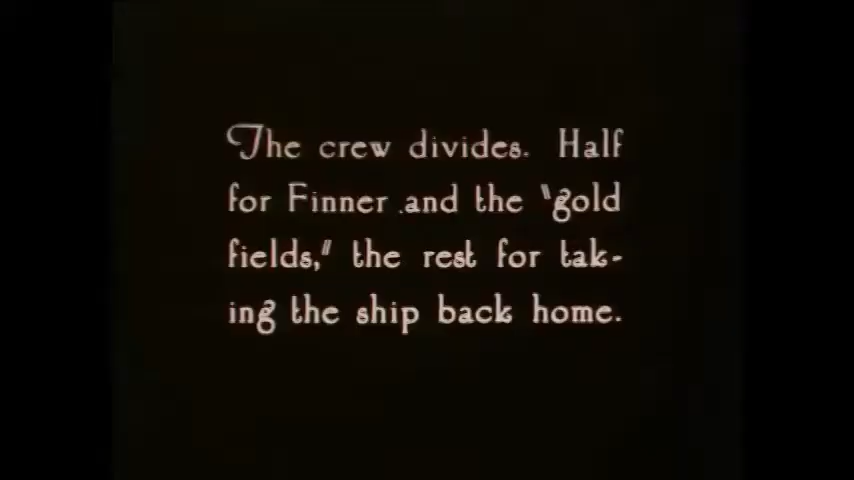 The crew divides. Half
for Finner and the "gold
fields," the rest for tak-
ing the ship back home.